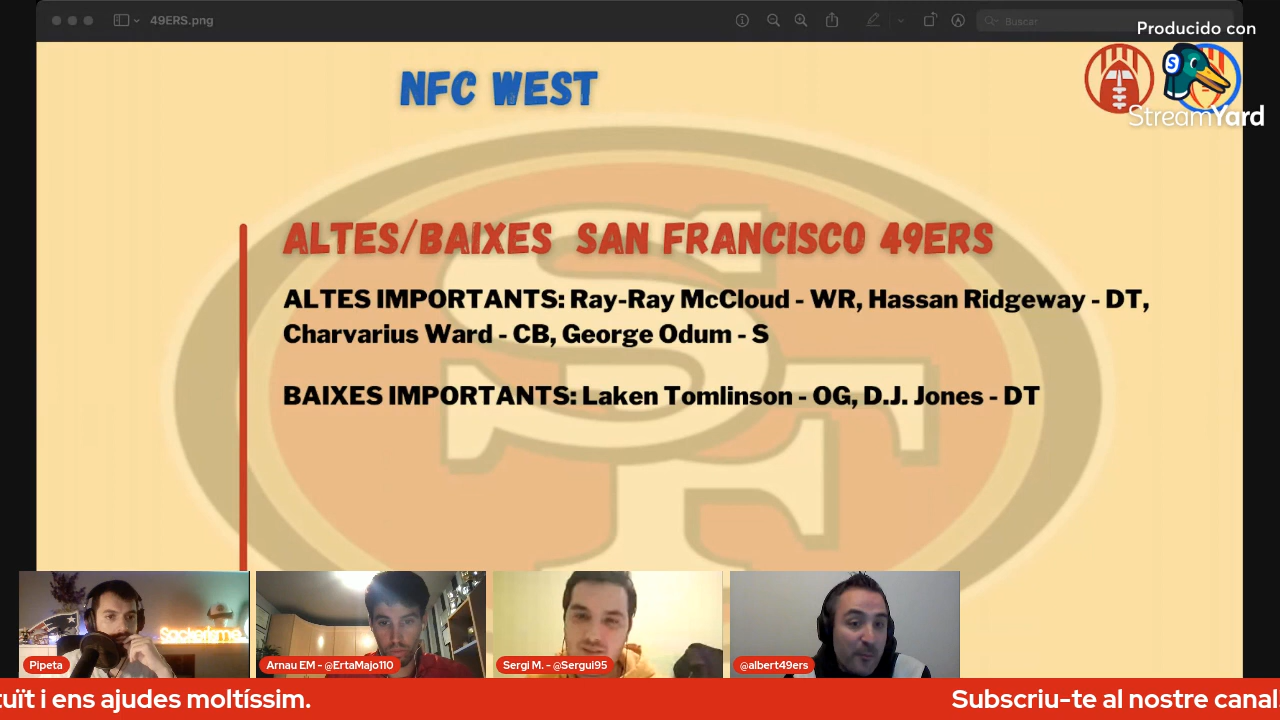 49ERS.png
Buscar
Producido con
StreamYard
NFC WEST
ALTES/BAIXES SAN FRANCISCO 49ERS
ALTES IMPORTANTS: Ray-Ray McCloud - WR, Hassan Ridgeway - DT,
Charvarius Ward - CB, George Odum - S
BAIXES IMPORTANTS: Laken Tomlinson - OG, D.J. Jones - DT
Sackerisme
Pipeta
Arnau EM - @ErtaMajo110
Sergi M. - @Sergui95
@albert49ers
tuït i ens ajudes moltíssim.
Subscriu-te al nostre canal